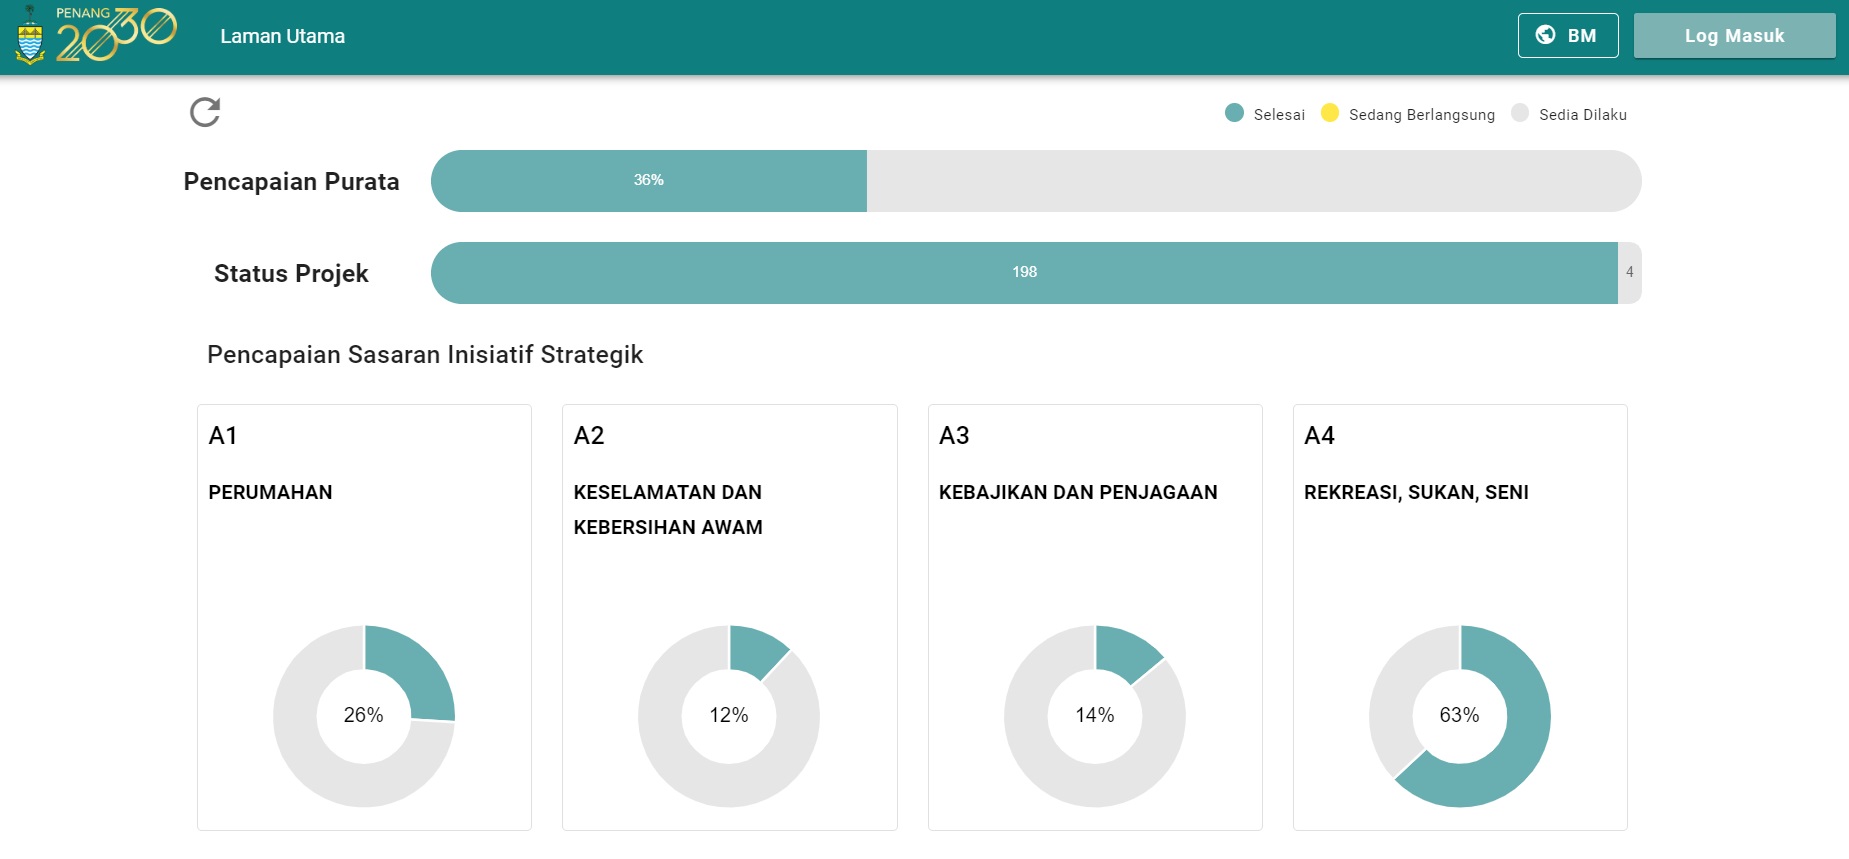 PENANG
2030
Laman Utama
BM
Log Masuk
Selesai
Sedang Berlangsung
Sedia Dilaku
Pencapaian Purata
36%
Status Projek
198
4
Pencapaian Sasaran Inisiatif Strategik
A1
PERUMAHAN
26%
A2
KESELAMATAN DAN
KEBERSIHAN AWAM
12%
A3
KEBAJIKAN DAN PENJAGAAN
14%
A4
REKREASI, SUKAN, SENI
63%